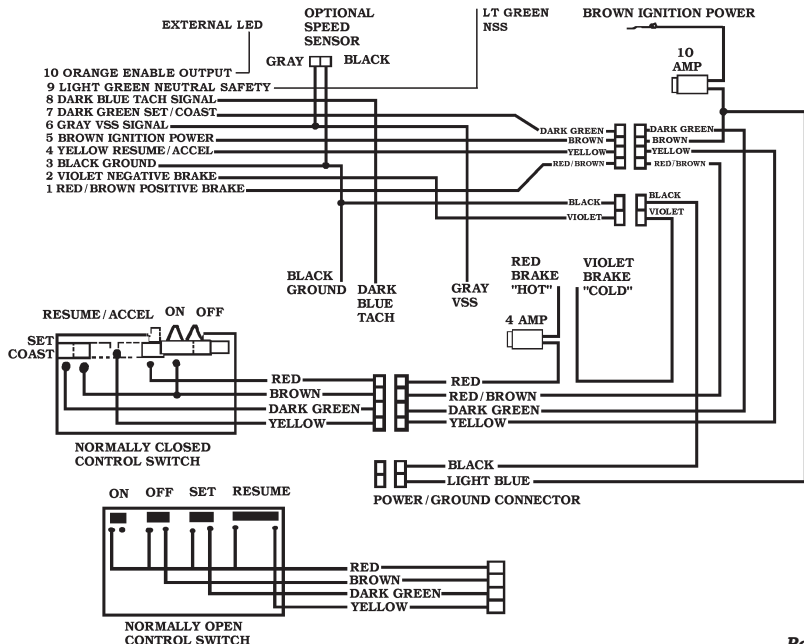 EXTERNAL LED
OPTIONAL
SPEED
SENSOR
GRAY
BLACK
LT GREEN
NSS
BROWN IGNITION POWER
10
AMP
10 ORANGE ENABLE OUTPUT
9 LIGHT GREEN NEUTRAL SAFETY
8 DARK BLUE TACH SIGNAL
7 DARK GREEN SET/COAST
6 GRAY VSS SIGNAL
5 BROWN IGNITION POWER
4 YELLOW RESUME/ACCEL
3 BLACK GROUND
2 VIOLET NEGATIVE BRAKE
1 RED/BROWN POSITIVE BRAKE
DARK GREEN
BROWN
YELLOW
RED/BROWN
DARK GREEN
BROWN
YELLOW
RED/BROWN
BLACK
VIOLET
BLACK
VIOLET
BLACK
GROUND
DARK
BLUE
TACH
GRAY
VSS
RED
BRAKE
"HOT"
VIOLET
BRAKE
"COLD"
4 AMP
RESUME/ACCEL
ON
OFF
SET
COAST
RED
BROWN
DARK GREEN
YELLOW
RED
RED/BROWN
DARK GREEN
YELLOW
NORMALLY CLOSED
CONTROL SWITCH
BLACK
LIGHT BLUE
POWER/GROUND CONNECTOR
ON
OFF
SET
RESUME
RED
BROWN
DARK GREEN
YELLOW
NORMALLY OPEN
CONTROL SWITCH